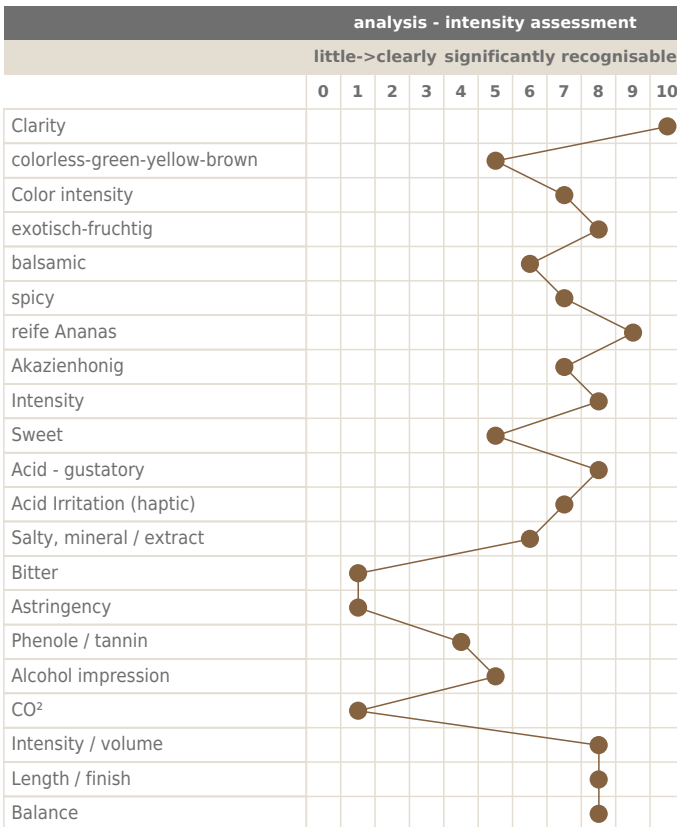 analysis - intensity assessment
little->clearly significantly recognisable
0 1 2 3 4 5 6 7 8 9 10
Clarity
colorless-green-yellow-brown
Color intensity
exotisch-fruchtig
balsamic
spicy
reife Ananas
Akazienhonig
Intensity
Sweet
Acid - gustatory
Acid Irritation (haptic)
Salty, mineral / extract
Bitter
Astringency
Phenole / tannin
Alcohol impression
CO²
Intensity / volume
Length / finish
Balance